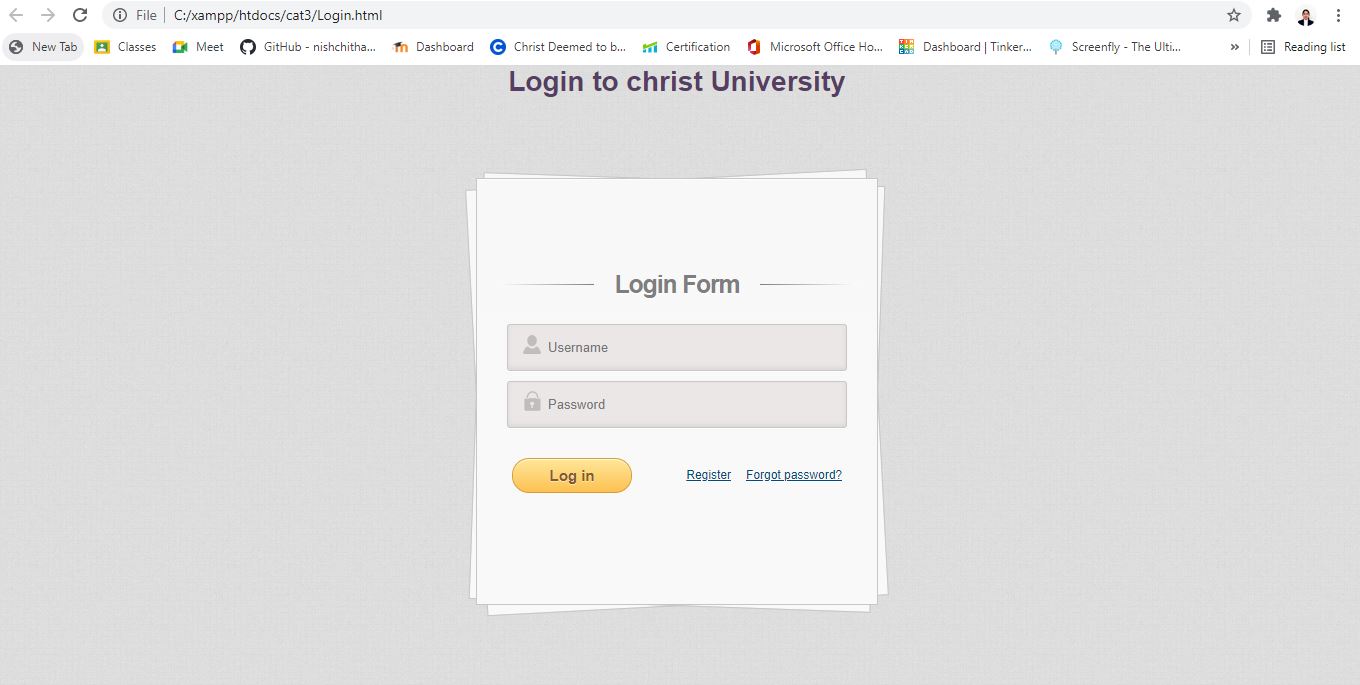 File C:/xampp/htdocs/cat3/Login.html
New Tab Classes Meet GitHub - nishchitha... Dashboard Christ Deemed to b... Certification Microsoft Office Ho... Dashboard | Tinker... Screenfly - The Ulti... » Reading list
Login to christ University
Login Form
Username
Password
Log in Register Forgot password?